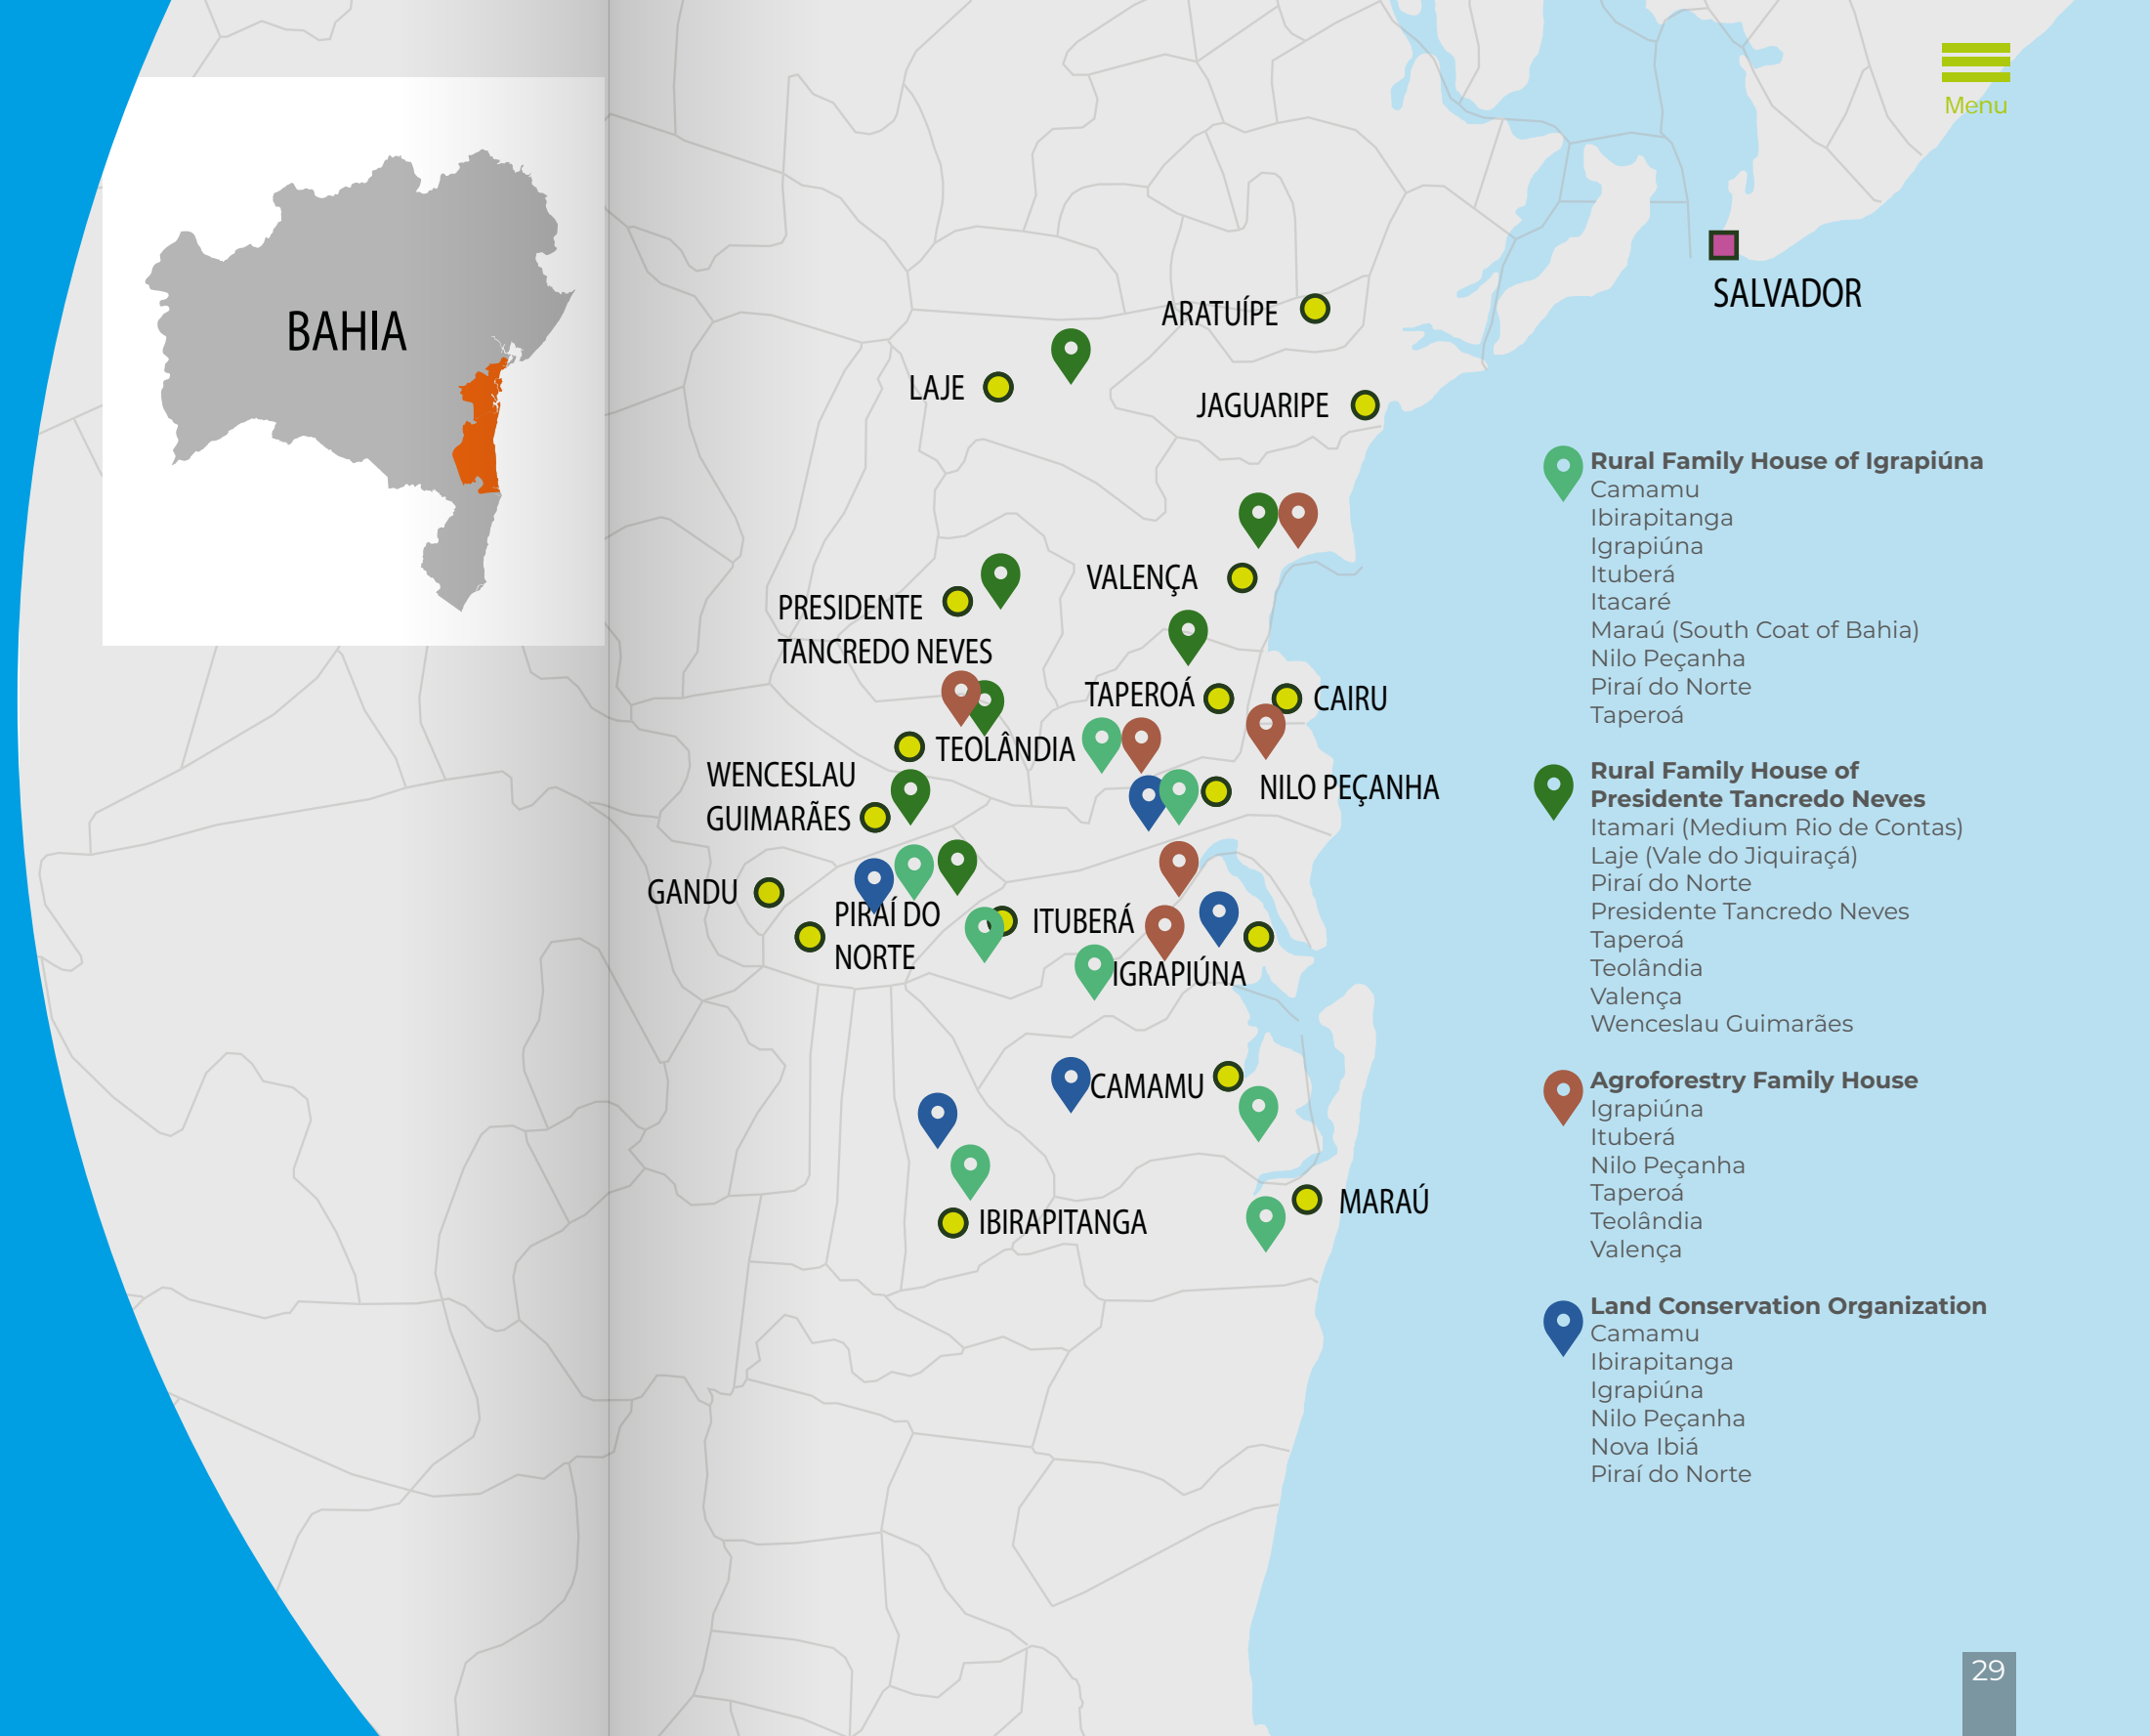 Menu
BAHIA
SALVADOR
ARATUÍPE
LAJE
JAGUARIPE
VALENÇA
PRESIDENTE
TANCREDO NEVES
TAPEROÁ
CAIRU
TEOLÂNDIA
WENCESLAU
GUIMARÃES
NILO PEÇANHA
GANDU
PIRAÍ DO
NORTE
ITUBERÁ
IGRAPIÚNA
CAMAMU
MARAÚ
IBIRAPITANGA
Rural Family House of Igrapiúna
Camamu
Ibirapitanga
Igrapiúna
Ituberá
Itacaré
Maraú (South Coat of Bahia)
Nilo Peçanha
Piraí do Norte
Taperoá
Rural Family House of
Presidente Tancredo Neves
Itamari (Medium Rio de Contas)
Laje (Vale do Jiquiraçá)
Piraí do Norte
Presidente Tancredo Neves
Taperoá
Teolândia
Valença
Wenceslau Guimarães
Agroforestry Family House
Igrapiúna
Ituberá
Nilo Peçanha
Taperoá
Teolândia
Valença
Land Conservation Organization
Camamu
Ibirapitanga
Igrapiúna
Nilo Peçanha
Nova Ibiá
Piraí do Norte
29